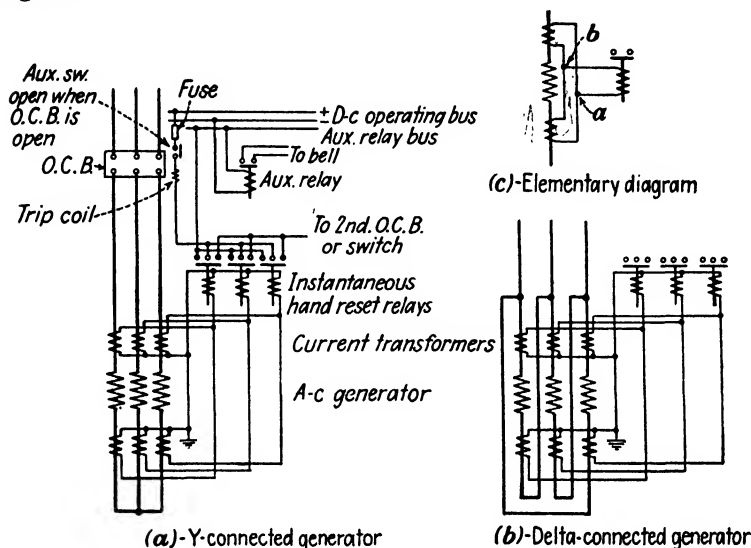 Aux. sw.
open when
O.C.B. is
open
Fuse
± D-c operating bus
Aux. relay bus
To bell
Aux. relay
O.C.B.
Trip coil
To 2nd. O.C.B.
or switch
Instantaneous
hand reset relays
Current transformers
A-c generator
(a)-Y-connected generator
b
a
(c)-Elementary diagram
(b)-Delta-connected generator